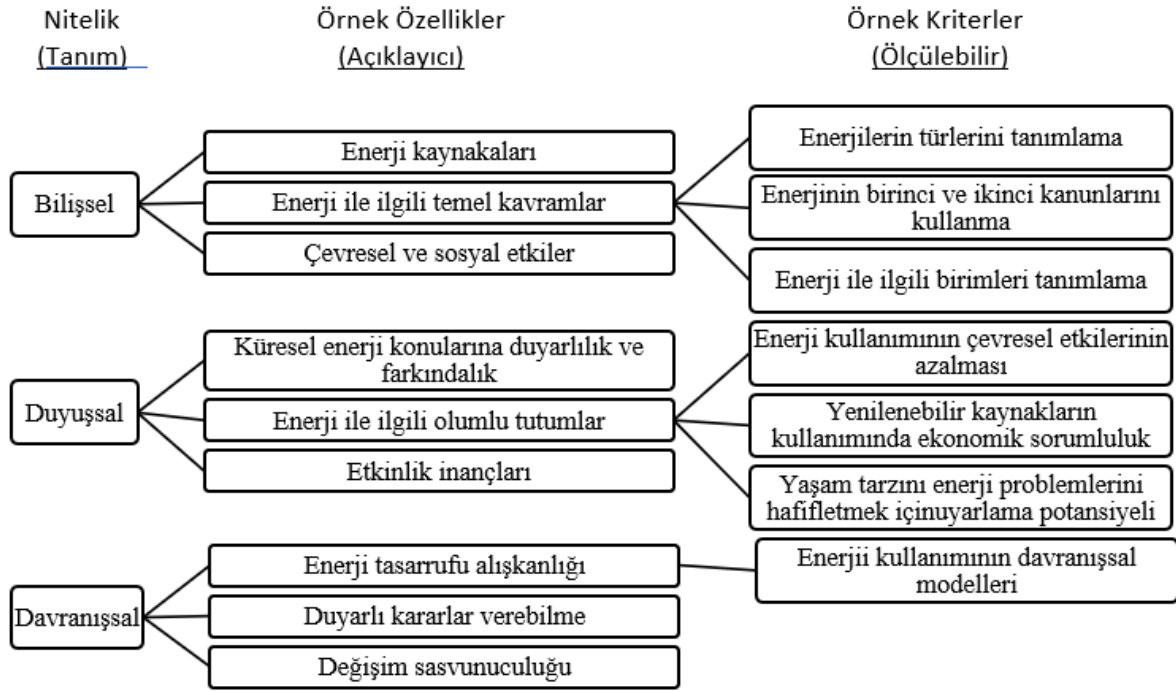 Nitelik
(Tanım)
Örnek Özellikler
(Açıklayıcı)
Örnek Kriterler
(Ölçülebilir)
Bilişsel
Enerji kaynakaları
Enerji ile ilgili temel kavramlar
Çevresel ve sosyal etkiler
Enerjilerin türlerini tanımlama
Enerjinin birinci ve ikinci kanunlarını
kullanma
Enerji ile ilgili birimleri tanımlama
Duyuşsal
Küresel enerji konularına duyarlılık ve
farkındalık
Enerji ile ilgili olumlu tutumlar
Etkinlik inançları
Enerji kullanımının çevresel etkilerinin
azalması
Yenilenebilir kaynakların
kullanımında ekonomik sorumluluk
Yaşam tarzını enerji problemlerini
hafifletmek içinuyarlama potansiyeli
Davranışsal
Enerji tasarrufu alışkanlığı
Duyarlı kararlar verebilme
Değişim sasvunuculuğu
Enerjii kullanımının davranışsal
modelleri